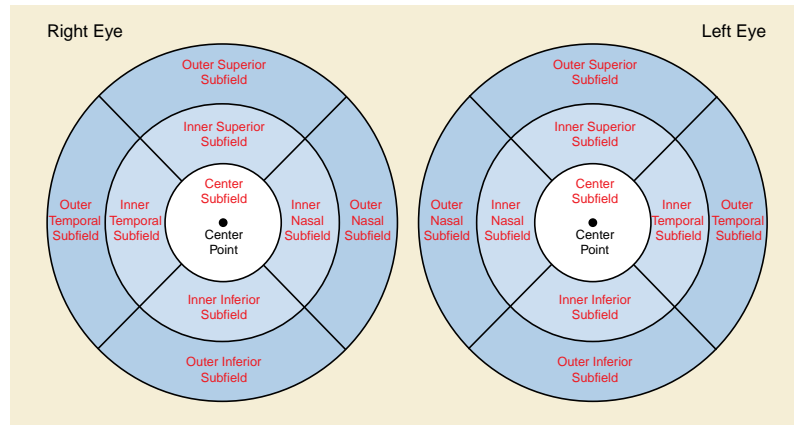 Right Eye
Outer Superior
Subfield
Inner Superior
Subfield
Center
Subfield
Outer
Temporal
Subfield
Inner
Temporal
Subfield
Center
Point
Inner
Nasal
Subfield
Outer
Nasal
Subfield
Inner Inferior
Subfield
Outer Inferior
Subfield
Left Eye
Outer Superior
Subfield
Inner Superior
Subfield
Center
Subfield
Outer
Nasal
Subfield
Inner
Nasal
Subfield
Center
Point
Inner
Temporal
Subfield
Outer
Temporal
Subfield
Inner Inferior
Subfield
Outer Inferior
Subfield